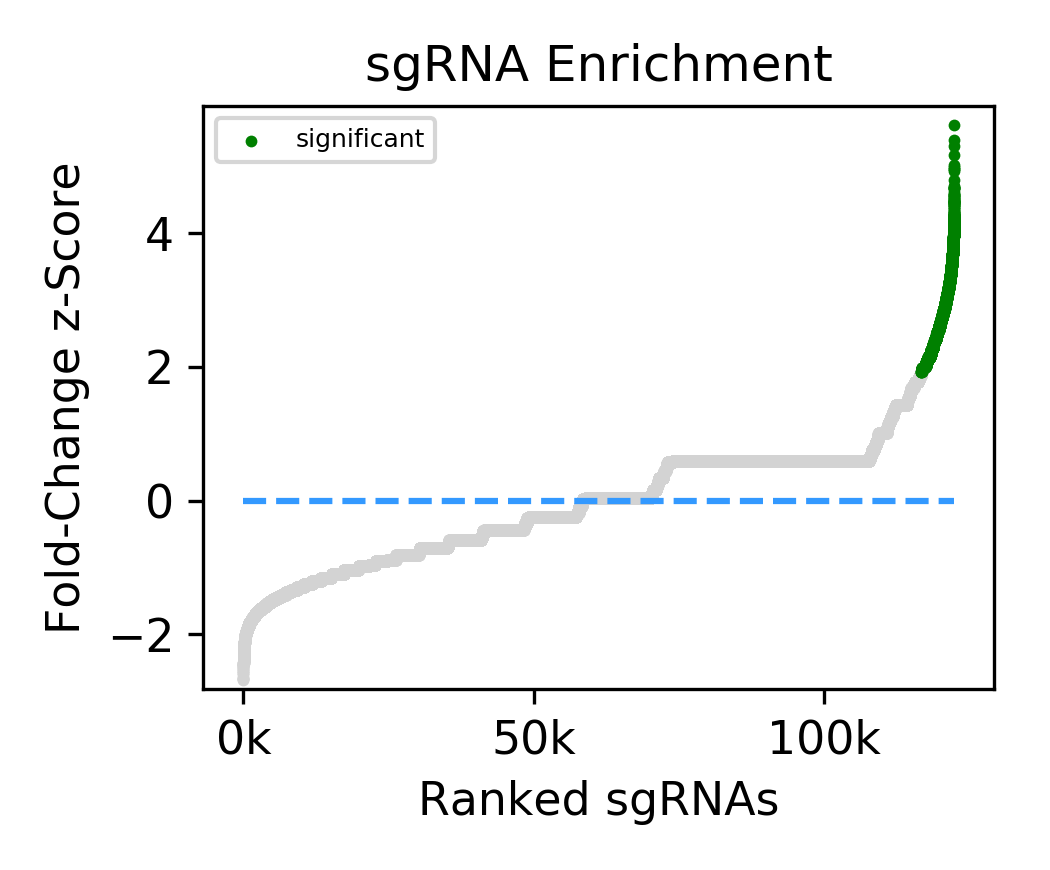 sgRNA Enrichment
significant
Fold-Change z-Score
4
2
0
−2
0k
50k
100k
Ranked sgRNAs